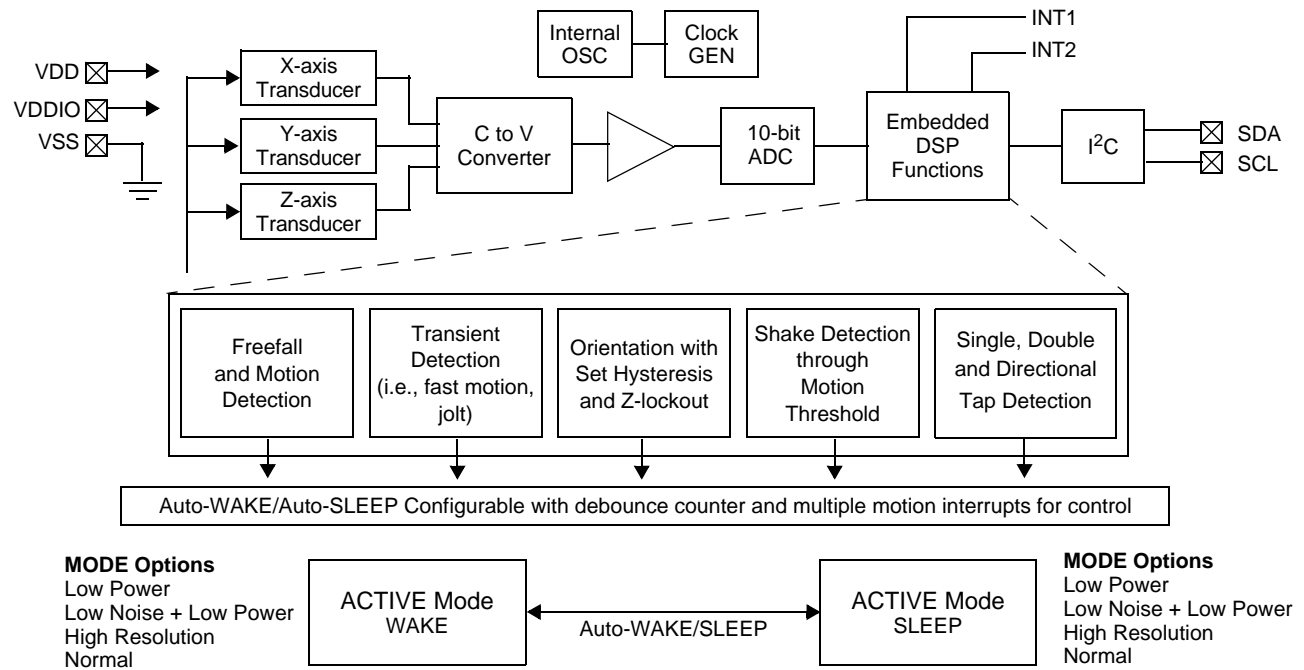 INT1
INT2
Internal
OSC
Clock
GEN
VDD
VDDIO
VSS
X-axis
Transducer
Y-axis
Transducer
Z-axis
Transducer
C to V
Converter
10-bit
ADC
Embedded
DSP
Functions
I²C
SDA
SCL
Freefall
and Motion
Detection
Transient
Detection
(i.e., fast motion,
jolt)
Orientation with
Set Hysteresis
and Z-lockout
Shake Detection
through
Motion
Threshold
Single, Double
and Directional
Tap Detection
Auto-WAKE/Auto-SLEEP Configurable with debounce counter and multiple motion interrupts for control
MODE Options
Low Power
Low Noise + Low Power
High Resolution
Normal
ACTIVE Mode
WAKE
Auto-WAKE/SLEEP
ACTIVE Mode
SLEEP
MODE Options
Low Power
Low Noise + Low Power
High Resolution
Normal